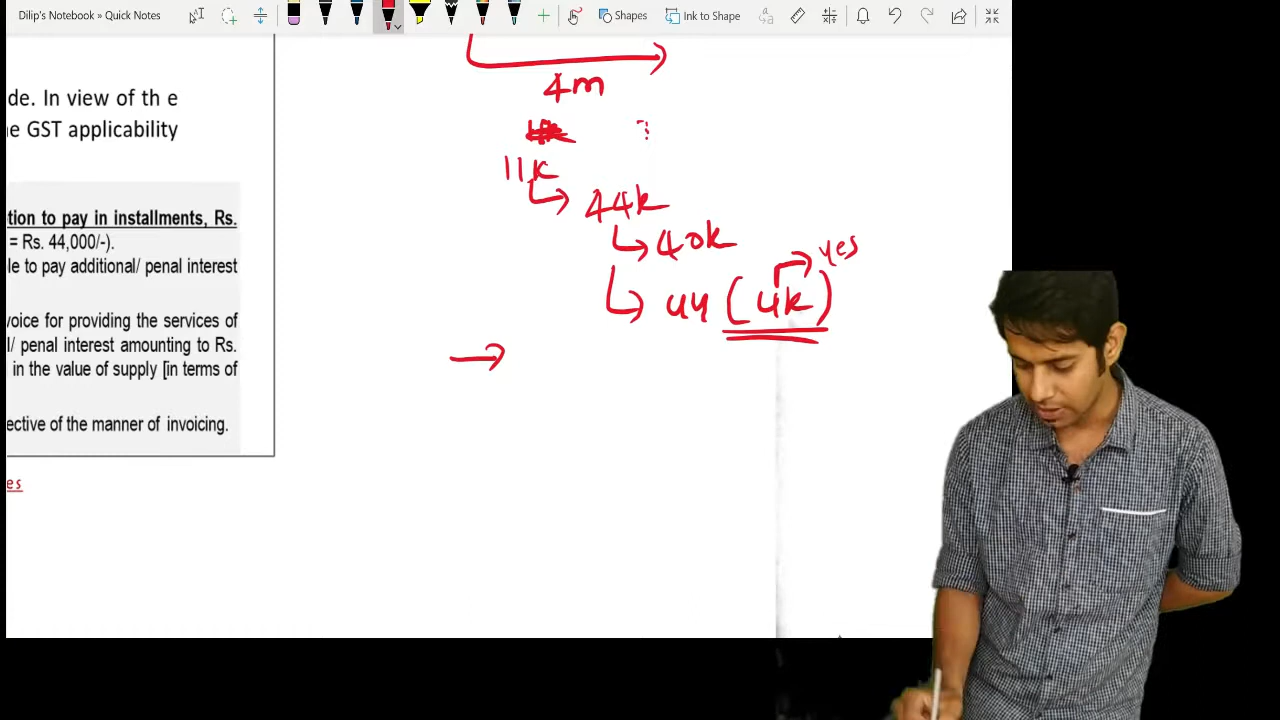 Dilip's Notebook » Quick Notes
Shapes
Ink to Shape
4m
de. In view of th e
e GST applicability
11k
44k
tion to pay in installments, Rs.
= Rs. 44,000/-).
40k
le to pay additional/ penal interest
yes
44 (4k)
voice for providing the services of
l/ penal interest amounting to Rs.
in the value of supply [in terms of
ective of the manner of invoicing.
es